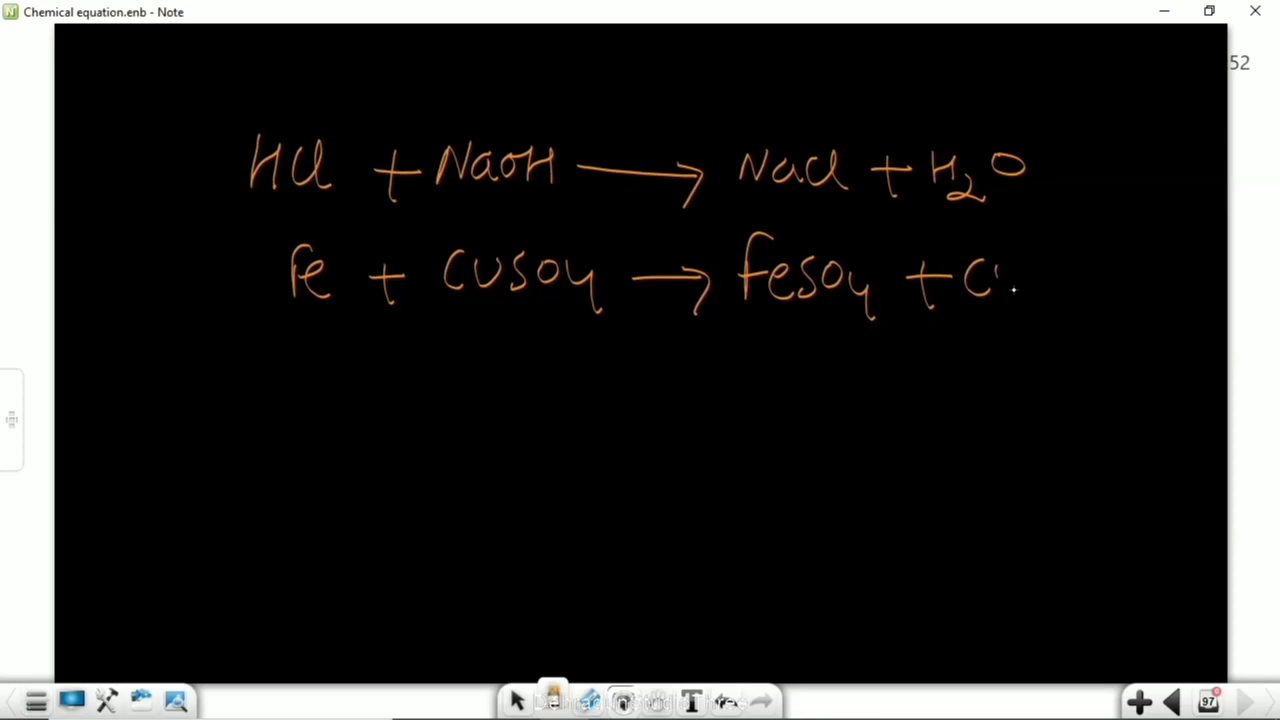 Chemical equation.enb - Note
52
HCl + NaOH → NaCl + H2O
Fe + CuSO4 → FeSO4 + C
97